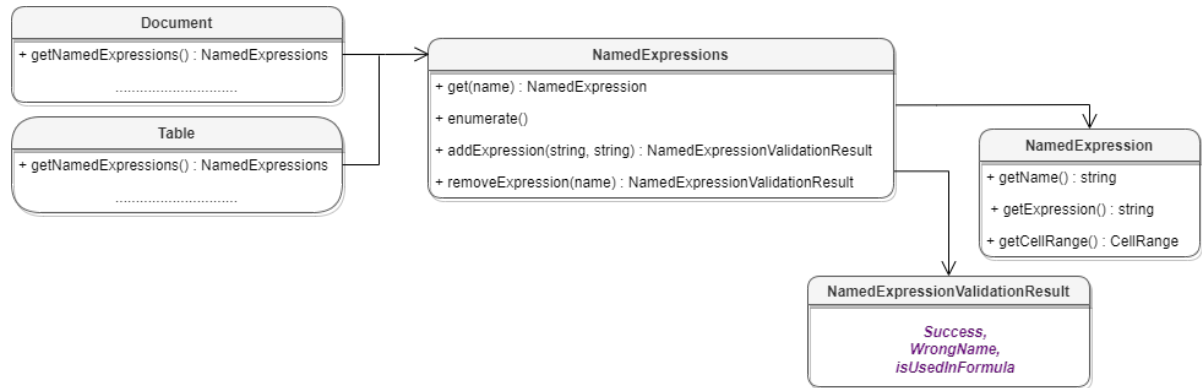 Document
+ getNamedExpressions() : NamedExpressions
..............................
Table
+ getNamedExpressions() : NamedExpressions
..............................
NamedExpressions
+ get(name) : NamedExpression
+ enumerate()
+ addExpression(string, string) : NamedExpressionValidationResult
+ removeExpression(name) : NamedExpressionValidationResult
NamedExpression
+ getName() : string
+ getExpression() : string
+ getCellRange() : CellRange
NamedExpressionValidationResult
Success,
WrongName,
isUsedInFormula